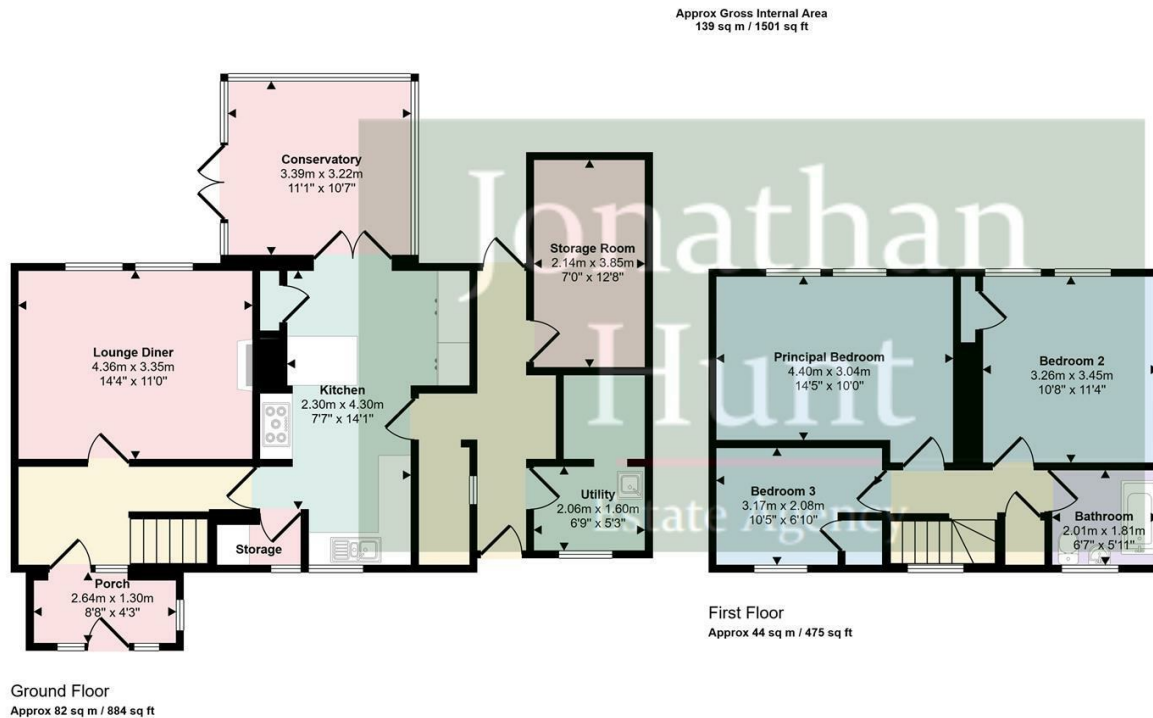 Approx Gross Internal Area
139 sq m / 1501 sq ft
Conservatory
3.39m x 3.22m
11'1" x 10'7"
Jonathan
Hunt
Estate Agency
Storage Room
2.14m x 3.85m
7'0" x 12'8"
Lounge Diner
4.36m x 3.35m
14'4" x 11'0"
Kitchen
2.30m x 4.30m
7'7" x 14'1"
Principal Bedroom
4.40m x 3.04m
14'5" x 10'0"
Bedroom 2
3.26m x 3.45m
10'8" x 11'4"
Utility
2.06m x 1.60m
6'9" x 5'3"
Bedroom 3
3.17m x 2.08m
10'5" x 6'10"
Bathroom
2.01m x 1.81m
6'7" x 5'11"
Storage
Porch
2.64m x 1.30m
8'8" x 4'3"
First Floor
Approx 44 sq m / 475 sq ft
Ground Floor
Approx 82 sq m / 884 sq ft